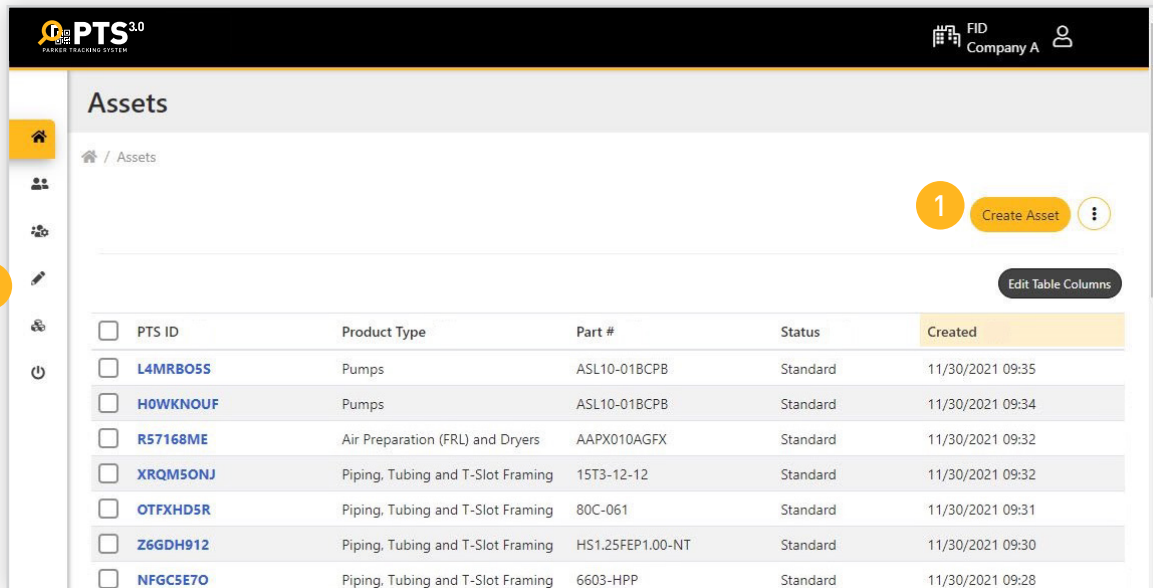 PTS 3.0
PARKER TRACKING SYSTEM
FID
Company A
Assets
/ Assets
1
Create Asset
Edit Table Columns
PTS ID Product Type Part # Status Created
L4MRBO5S Pumps ASL10-01BCPB Standard 11/30/2021 09:35
H0WKNOUF Pumps ASL10-01BCPB Standard 11/30/2021 09:34
R57168ME Air Preparation (FRL) and Dryers AAPX010AGFX Standard 11/30/2021 09:32
XRQM5ONJ Piping, Tubing and T-Slot Framing 15T3-12-12 Standard 11/30/2021 09:32
OTFXHD5R Piping, Tubing and T-Slot Framing 80C-061 Standard 11/30/2021 09:31
Z6GDH912 Piping, Tubing and T-Slot Framing HS1.25FEP1.00-NT Standard 11/30/2021 09:30
NFGC5E7O Piping, Tubing and T-Slot Framing 6603-HPP Standard 11/30/2021 09:28